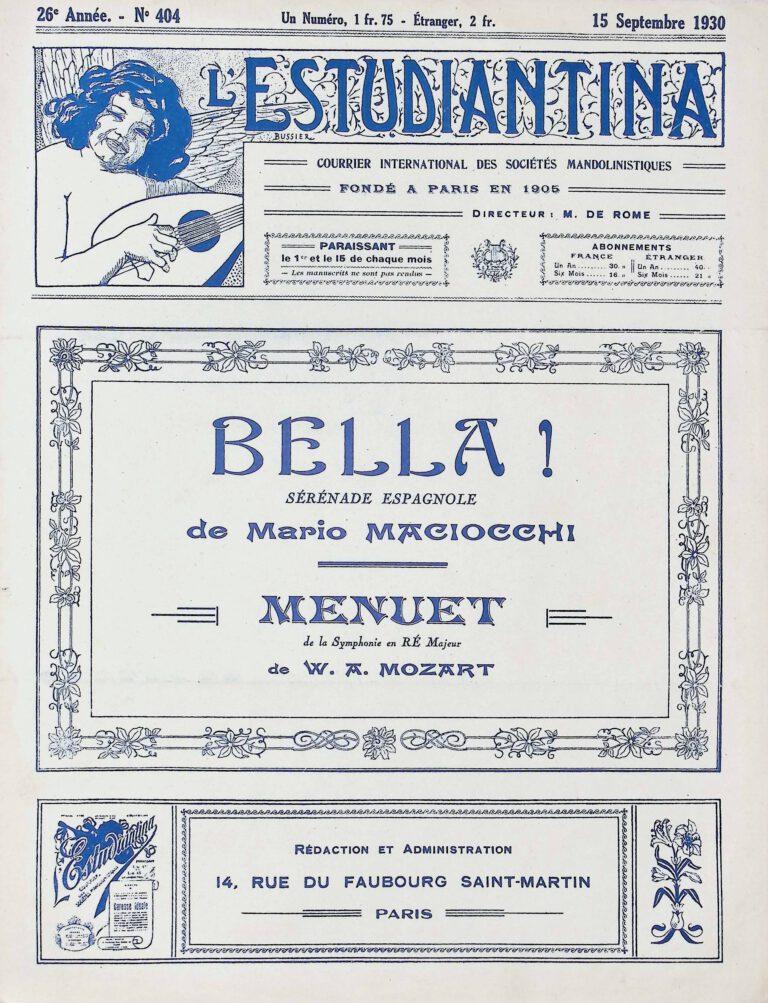 26e Année. - No 404
Un Numéro, 1 fr. 75 - Étranger, 2 fr.
15 Septembre 1930
L'ESTUDIANTINA
BUSSIER
COURRIER INTERNATIONAL DES SOCIÉTÉS MANDOLINISTIQUES
FONDÉ A PARIS EN 1905
DIRECTEUR : M. DE ROME
PARAISSANT
le 1er et le 15 de chaque mois
— Les manuscrits ne sont pas rendus —
ABONNEMENTS
FRANCE ÉTRANGER
Un An ........ 30. » Un An ........ 40. »
Six Mois ..... 16. » Six Mois ..... 21 »
BELLA !
SÉRÉNADE ESPAGNOLE
de Mario MACIOCCHI
MENUET
de la Symphonie en RÉ Majeur
de W. A. MOZART
Estudiantina
Caresse idéale
RÉDACTION ET ADMINISTRATION
14, RUE DU FAUBOURG SAINT-MARTIN
PARIS